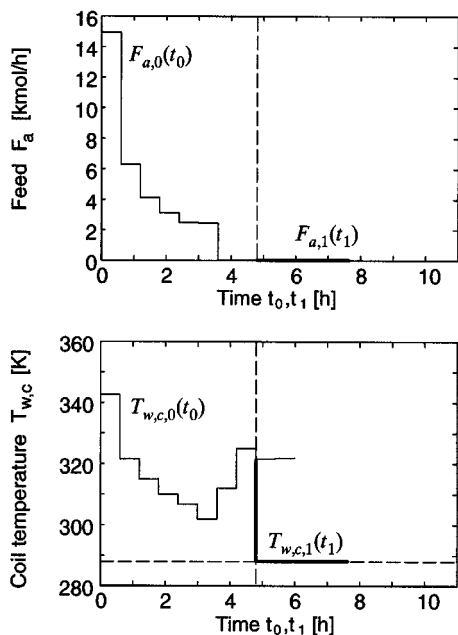 16
14
12
10
8
6
4
2
0
Feed F_a [kmol/h]
F_{a,0}(t_0)
F_{a,1}(t_1)
0 2 4 6 8 10
Time t_0,t_1 [h]
360
340
320
300
280
Coil temperature T_{w,c} [K]
T_{w,c,0}(t_0)
T_{w,c,1}(t_1)
0 2 4 6 8 10
Time t_0,t_1 [h]